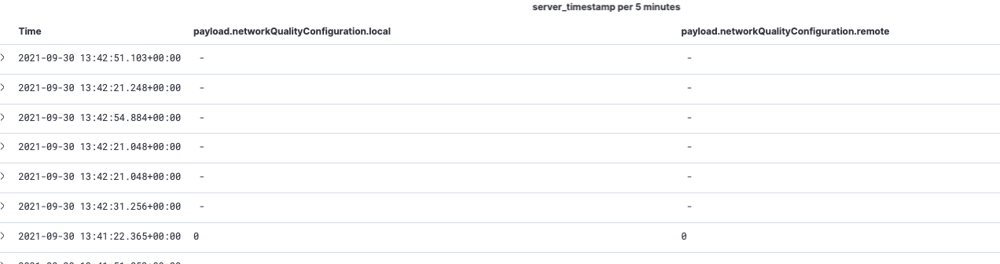 server_timestamp per 5 minutes
Time payload.networkQualityConfiguration.local payload.networkQualityConfiguration.remote
2021-09-30 13:42:51.103+00:00 - -
2021-09-30 13:42:21.248+00:00 - -
2021-09-30 13:42:54.884+00:00 - -
2021-09-30 13:42:21.048+00:00 - -
2021-09-30 13:42:21.048+00:00 - -
2021-09-30 13:42:31.256+00:00 - -
2021-09-30 13:41:22.365+00:00 0 0